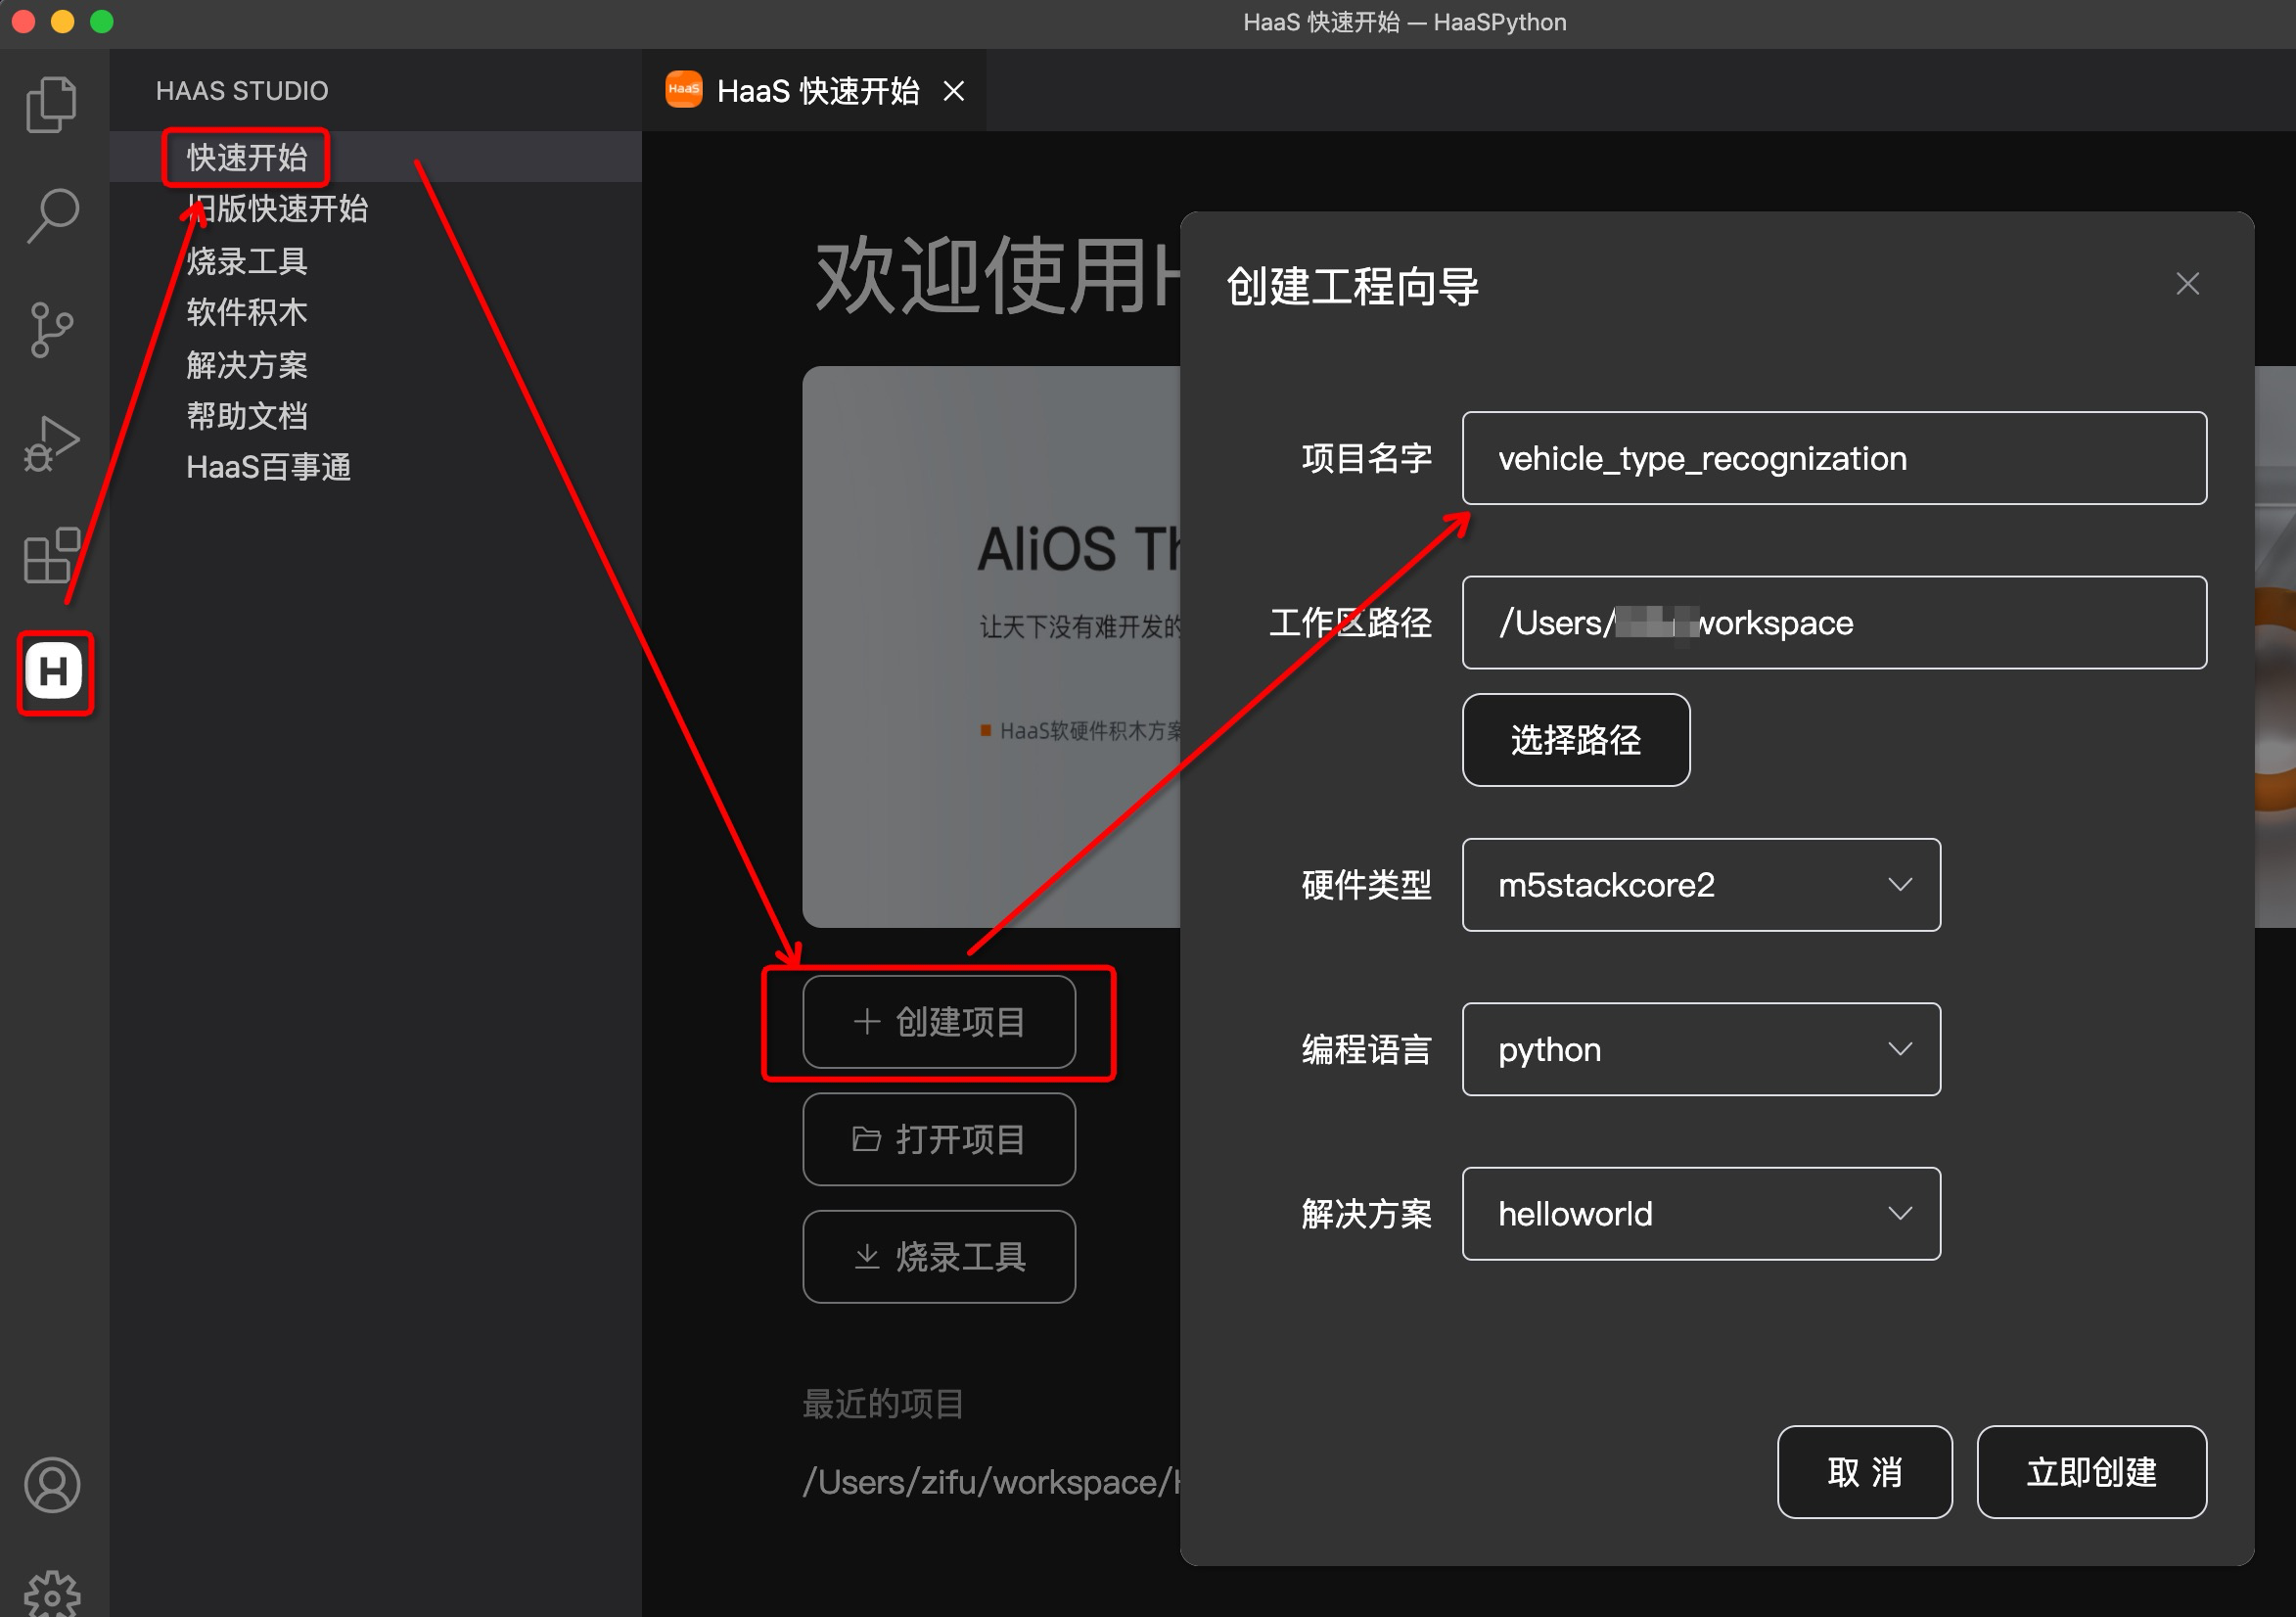 HaaS 快速开始 — HaaSPython
HAAS STUDIO
快速开始
旧版快速开始
烧录工具
软件积木
解决方案
帮助文档
HaaS百事通
H
HaaS
HaaS 快速开始
欢迎使用H
AliOS Th
让天下没有难开发的
HaaS软硬件积木方案
创建项目
打开项目
烧录工具
最近的项目
/Users/zifu/workspace/H
创建工程向导
项目名字
vehicle_type_recognization
工作区路径
/Users/ workspace
选择路径
硬件类型
m5stackcore2
编程语言
python
解决方案
helloworld
取 消
立即创建